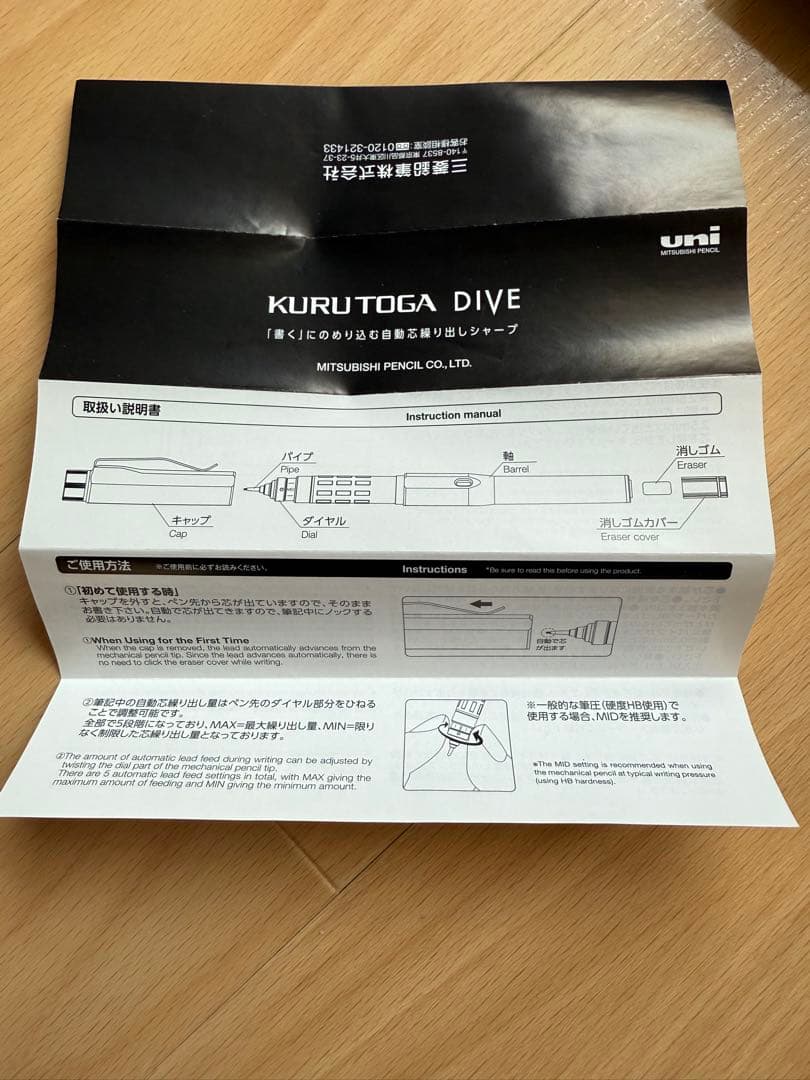 三菱鉛筆株式会社
〒140-8537 東京都品川区東大井5-23-37
お客様相談室:0120-321433
uni
MITSUBISHI PENCIL
KURUTOGA DIVE
「書く」にのめり込む自動芯繰り出しシャープ
MITSUBISHI PENCIL CO., LTD.
取扱い説明書
Instruction manual
パイプ
Pipe
軸
Barrel
消しゴム
Eraser
キャップ
Cap
ダイヤル
Dial
消しゴムカバー
Eraser cover
ご使用方法 ※ご使用前に必ずお読みください。
Instructions *Be sure to read this before using the product.
①「初めて使用する時」
キャップを外すと、ペン先から芯が出ていますので、そのまま
お書き下さい。自動で芯が出てきますので、筆記中にノックする
必要はありません。
①When Using for the First Time
When the cap is removed, the lead automatically advances from the
mechanical pencil tip. Since the lead advances automatically, there is
no need to click the eraser cover while writing.
自動で芯
が出ます
②筆記中の自動芯繰り出し量はペン先のダイヤル部分をひねる
ことで調整可能です。
全部で5段階になっており、MAX=最大繰り出し量、MIN=限り
なく制限した芯繰り出し量となっております。
②The amount of automatic lead feed during writing can be adjusted by
twisting the dial part of the mechanical pencil tip.
There are 5 automatic lead feed settings in total, with MAX giving the
maximum amount of feeding and MIN giving the minimum amount.
※一般的な筆圧(硬度HB使用)で
使用する場合、MIDを推奨します。
*The MID setting is recommended when using
the mechanical pencil at typical writing pressure
(using HB hardness).